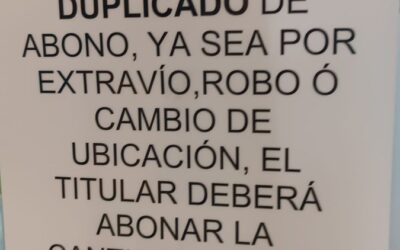 DUPLICADO DE
ABONO, YA SEA POR
EXTRAVÍO,ROBO Ó
CAMBIO DE
UBICACIÓN, EL
TITULAR DEBERÁ
ABONAR LA